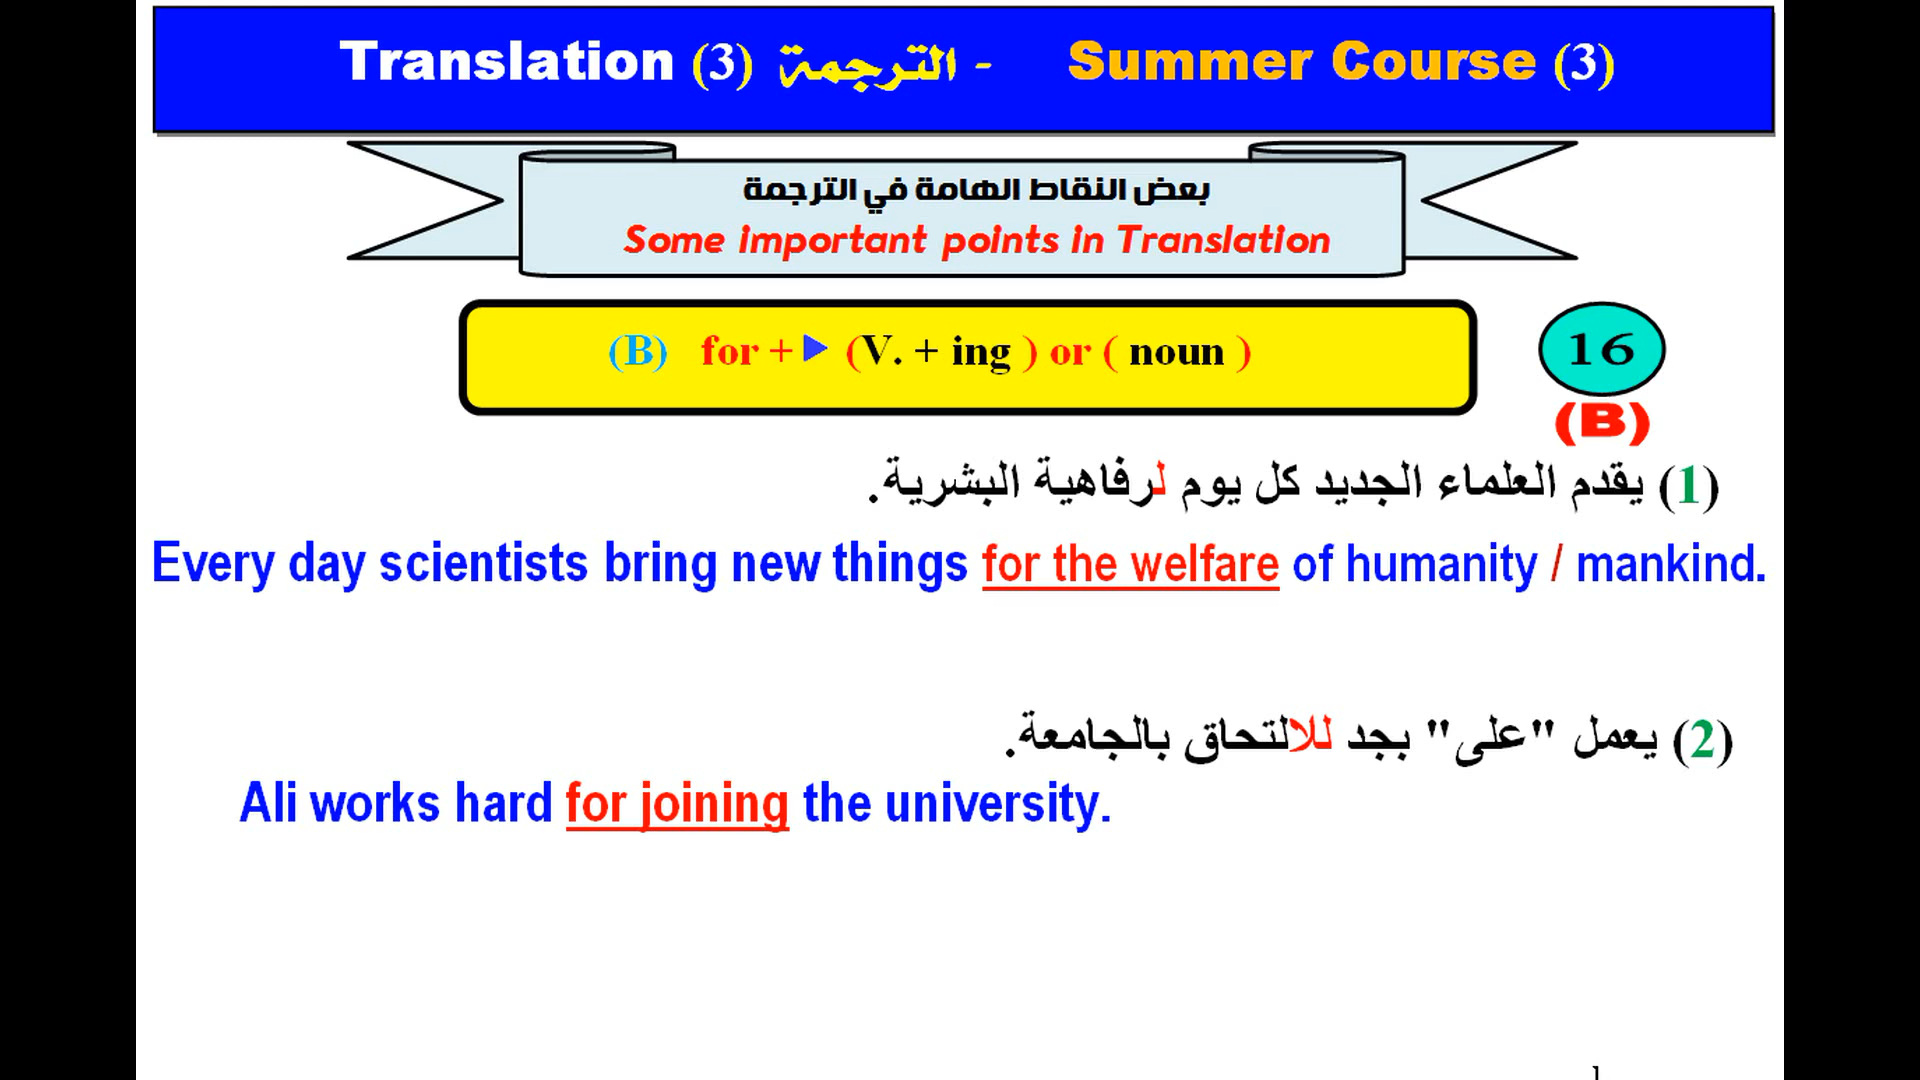 Translation (3) الترجمة - Summer Course (3)
بعض النقاط الهامة في الترجمة
Some important points in Translation
(B) for + (V. + ing ) or ( noun )
16
(B)
(1) يقدم العلماء الجديد كل يوم لرفاهية البشرية.
Every day scientists bring new things for the welfare of humanity / mankind.
(2) يعمل "على" بجد للالتحاق بالجامعة.
Ali works hard for joining the university.